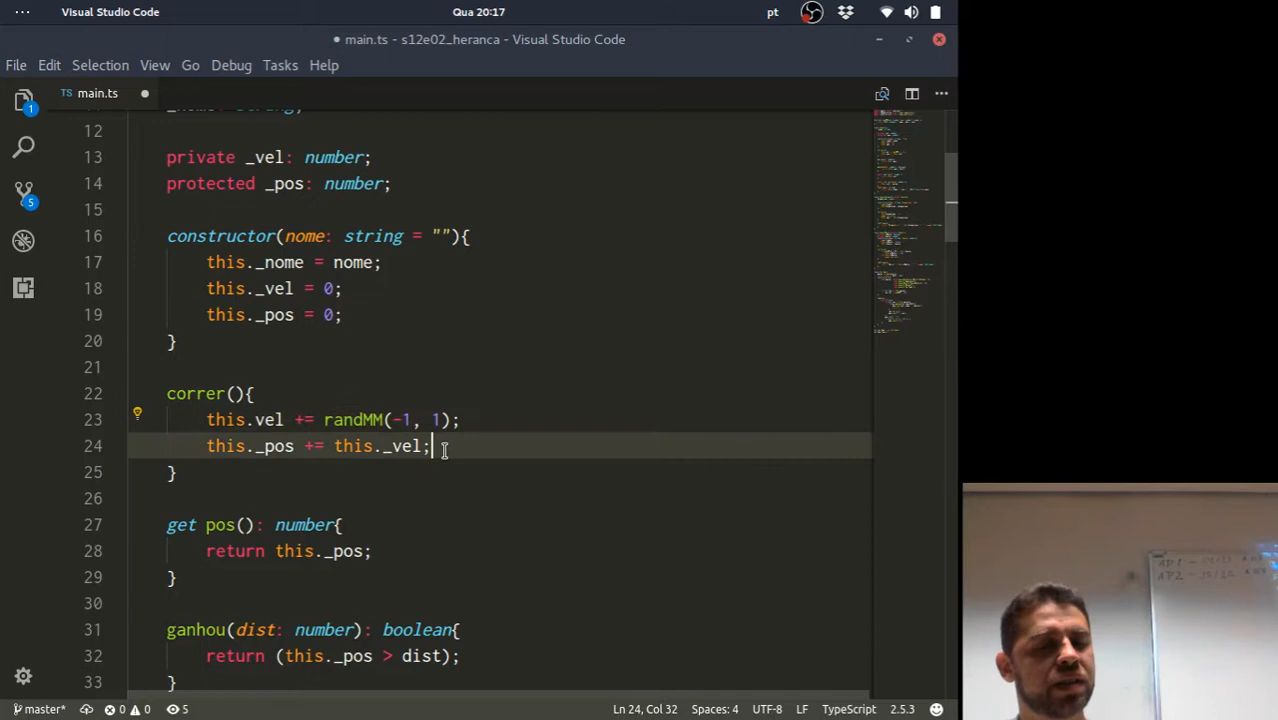 Visual Studio Code
Qua 20:17
pt
main.ts - s12e02_heranca - Visual Studio Code
File Edit Selection View Go Debug Tasks Help
TS main.ts
12
13 private _vel: number;
14 protected _pos: number;
15
16 constructor(nome: string = ""){
17 this._nome = nome;
18 this._vel = 0;
19 this._pos = 0;
20 }
21
22 correr(){
23 this.vel += randMM(-1, 1);
24 this._pos += this._vel;
25 }
26
27 get pos(): number{
28 return this._pos;
29 }
30
31 ganhou(dist: number): boolean{
32 return (this._pos > dist);
33 }
1
5
master* 0 0 5
Ln 24, Col 32 Spaces: 4 UTF-8 LF TypeScript 2.5.3